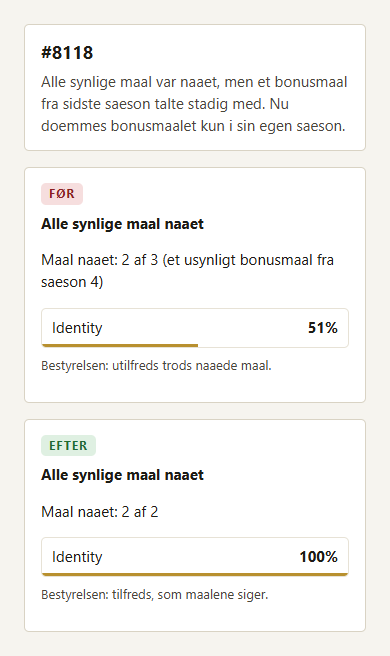 #8118
Alle synlige maal var naaet, men et bonusmaal
fra sidste saeson talte stadig med. Nu
doemmes bonusmaalet kun i sin egen saeson.
FØR
Alle synlige maal naaet
Maal naaet: 2 af 3 (et usynligt bonusmaal fra
saeson 4)
Identity 51%
Bestyrelsen: utilfreds trods naaede maal.
EFTER
Alle synlige maal naaet
Maal naaet: 2 af 2
Identity 100%
Bestyrelsen: tilfreds, som maalene siger.